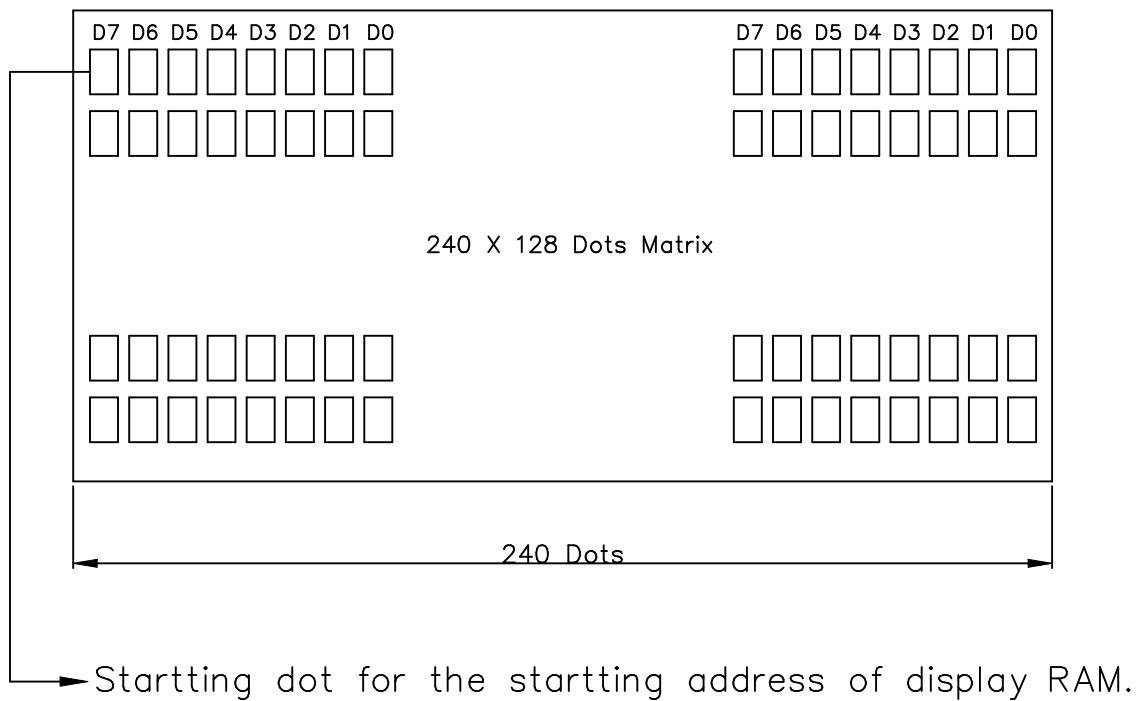 D7 D6 D5 D4 D3 D2 D1 D0 D7 D6 D5 D4 D3 D2 D1 D0
240 X 128 Dots Matrix
240 Dots
Startting dot for the startting address of display RAM.